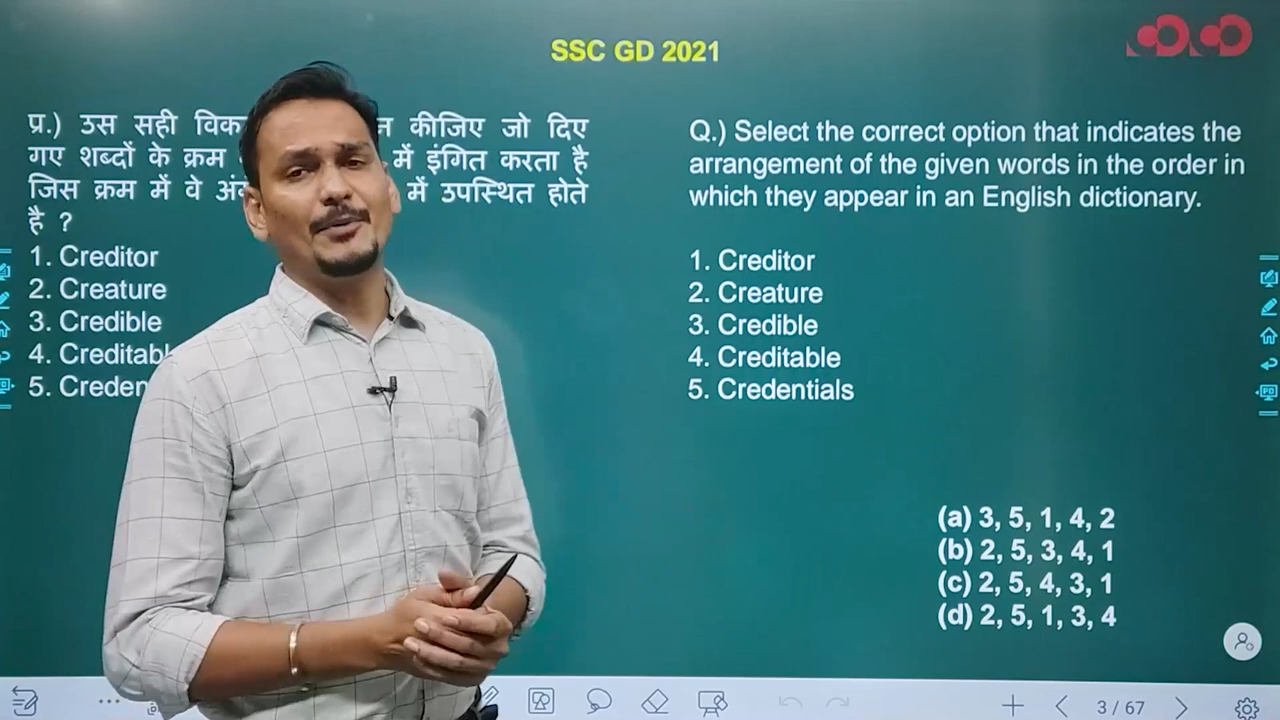 SSC GD 2021
प्र.) उस सही कीजिए जो दिए
गए शब्दों के क्रम में इंगित करता है
जिस क्रम में वे में उपस्थित होते
है ?
1. Creditor
2. Creature
3. Credible
4.
5.
Q.) Select the correct option that indicates the
arrangement of the given words in the order in
which they appear in an English dictionary.
1. Creditor
2. Creature
3. Credible
4. Creditable
5. Credentials
(a) 3, 5, 1, 4, 2
(b) 2, 5, 3, 4, 1
(c) 2, 5, 4, 3, 1
(d) 2, 5, 1, 3, 4
3 / 67